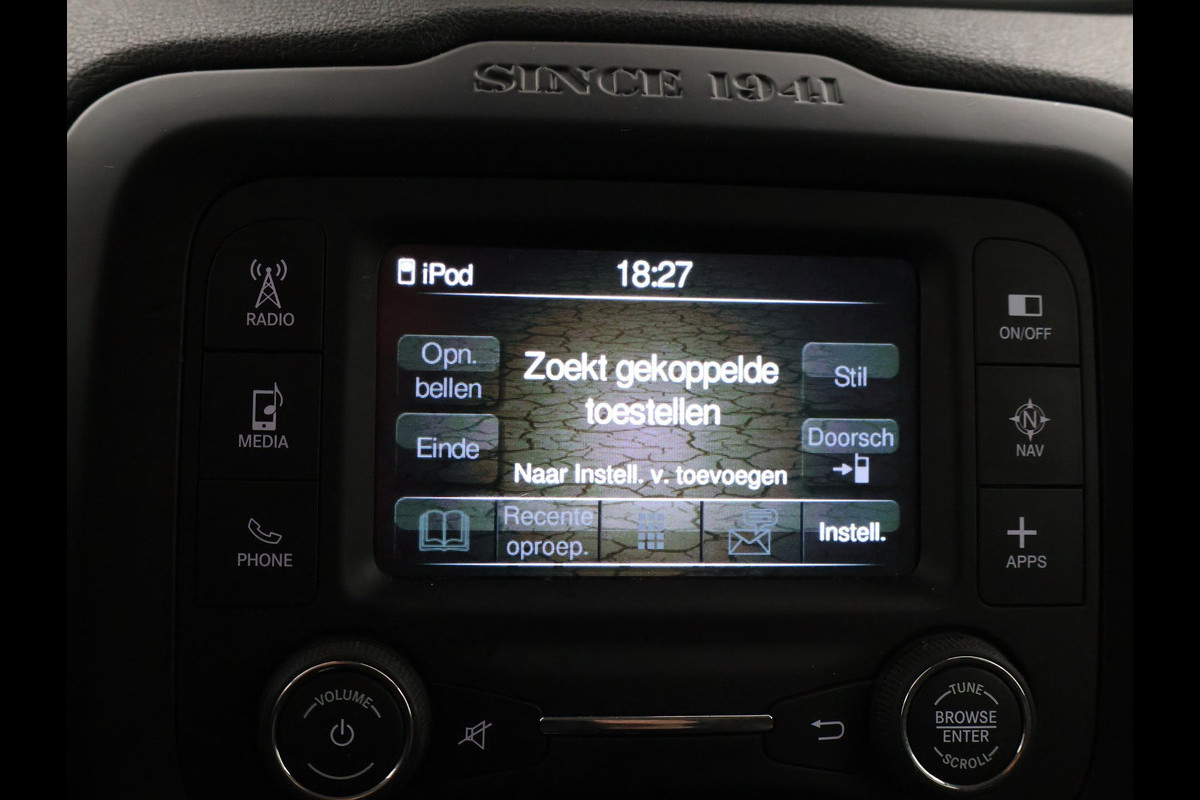 SINCE 1941
iPod 18:27
RADIO
ON/OFF
Opn.
bellen
Zoekt gekoppelde
toestellen
Stil
MEDIA
Einde
Doorsch
N
NAV
Naar Instell. v. toevoegen
Recente
oproep.
Instell.
PHONE
APPS
VOLUME
TUNE
BROWSE
ENTER
SCROLL